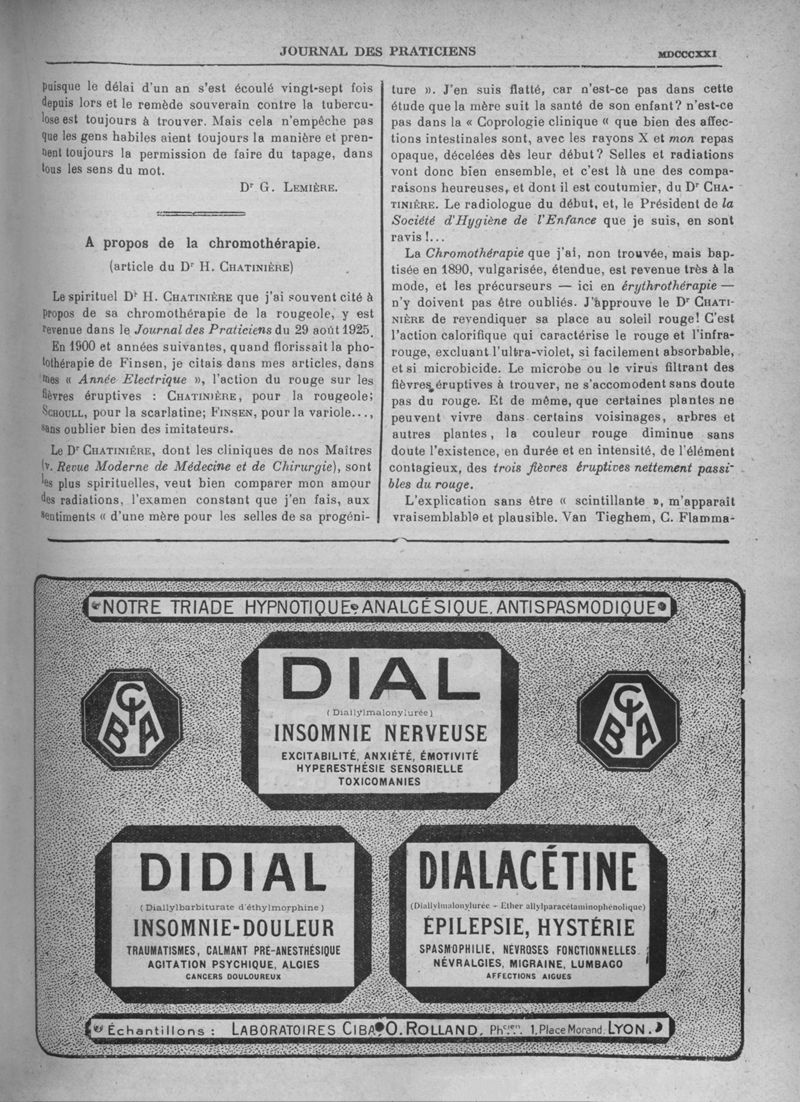 JOURNAL DES PRATICIENS
MDCCCXXI
puisque le délai d'un an s'est écoulé vingt-sept fois
depuis lors et le remède souverain contre la tubercu-
lose est toujours à trouver. Mais cela n'empêche pas
que les gens habiles aient toujours la manière et pren-
nent toujours la permission de faire du tapage, dans
tous les sens du mot.
Dr G. LEMIÈRE.
A propos de la chromothérapie.
(article du Dr H. CHATINIÈRE)
Le spirituel Dr H. CHATINIÈRE que j'ai souvent cité à
propos de sa chromothérapie de la rougeole, y est
revenue dans le Journal des Praticiens du 29 août 1925.
En 1900 et années suivantes, quand florissait la pho-
tothérapie de Finsen, je citais dans mes articles, dans
mes « Année Electrique », l'action du rouge sur les
fièvres éruptives : CHATINIÈRE, pour la rougeole;
SCHOULL, pour la scarlatine; FINSEN, pour la variole...,
sans oublier bien des imitateurs.
Le Dr CHATINIÈRE, dont les cliniques de nos Maîtres
(v. Revue Moderne de Médecine et de Chirurgie), sont
les plus spirituelles, veut bien comparer mon amour
des radiations, l'examen constant que j'en fais, aux
sentiments « d'une mère pour les selles de sa progéni-
ture ». J'en suis flatté, car n'est-ce pas dans cette
étude que la mère suit la santé de son enfant? n'est-ce
pas dans la « Coprologie clinique « que bien des affec-
tions intestinales sont, avec les rayons X et mon repas
opaque, décelées dès leur début? Selles et radiations
vont donc bien ensemble, et c'est là une des compa-
raisons heureuses, et dont il est coutumier, du Dr CHA-
TINIÈRE. Le radiologue du début, et, le Président de la
Société d'Hygiène de l'Enfance que je suis, en sont
ravis !...
La Chromothérapie que j'ai, non trouvée, mais bap-
tisée en 1890, vulgarisée, étendue, est revenue très à la
mode, et les précurseurs — ici en érythrothérapie —
n'y doivent pas être oubliés. J'approuve le Dr CHATI-
NIÈRE de revendiquer sa place au soleil rouge! C'est
l'action calorifique qui caractérise le rouge et l'infra-
rouge, excluant l'ultra-violet, si facilement absorbable,
et si microbicide. Le microbe ou le virus filtrant des
fièvres éruptives à trouver, ne s'accomodent sans doute
pas du rouge. Et de même, que certaines plantes ne
peuvent vivre dans certains voisinages, arbres et
autres plantes, la couleur rouge diminue sans
doute l'existence, en durée et en intensité, de l'élément
contagieux, des trois fièvres éruptives nettement passi-
bles du rouge.
L'explication sans être « scintillante », m'apparaît
vraisemblable et plausible. Van Tieghem, C. Flamma-
NOTRE TRIADE HYPNOTIQUE, ANALGÉSIQUE, ANTISPASMODIQUE
CIBA
DIAL
(Diallylmalonylurée)
INSOMNIE NERVEUSE
EXCITABILITÉ, ANXIÉTÉ, ÉMOTIVITÉ
HYPERESTHÉSIE SENSORIELLE
TOXICOMANIES
CIBA
DIDIAL
(Diallylbarbiturate d'éthylmorphine)
INSOMNIE-DOULEUR
TRAUMATISMES, CALMANT PRÉ-ANESTHÉSIQUE
AGITATION PSYCHIQUE, ALGIES
CANCERS DOULOUREUX
DIALACÉTINE
(Diallylmalonylurée - Ether allylparacétaminophénolique)
ÉPILEPSIE, HYSTÉRIE
SPASMOPHILIE, NÉVROSES FONCTIONNELLES
NÉVRALGIES, MIGRAINE, LUMBAGO
AFFECTIONS AIGUES
Échantillons : LABORATOIRES CIBA O. ROLLAND, Phcien. 1, Place Morand. LYON.